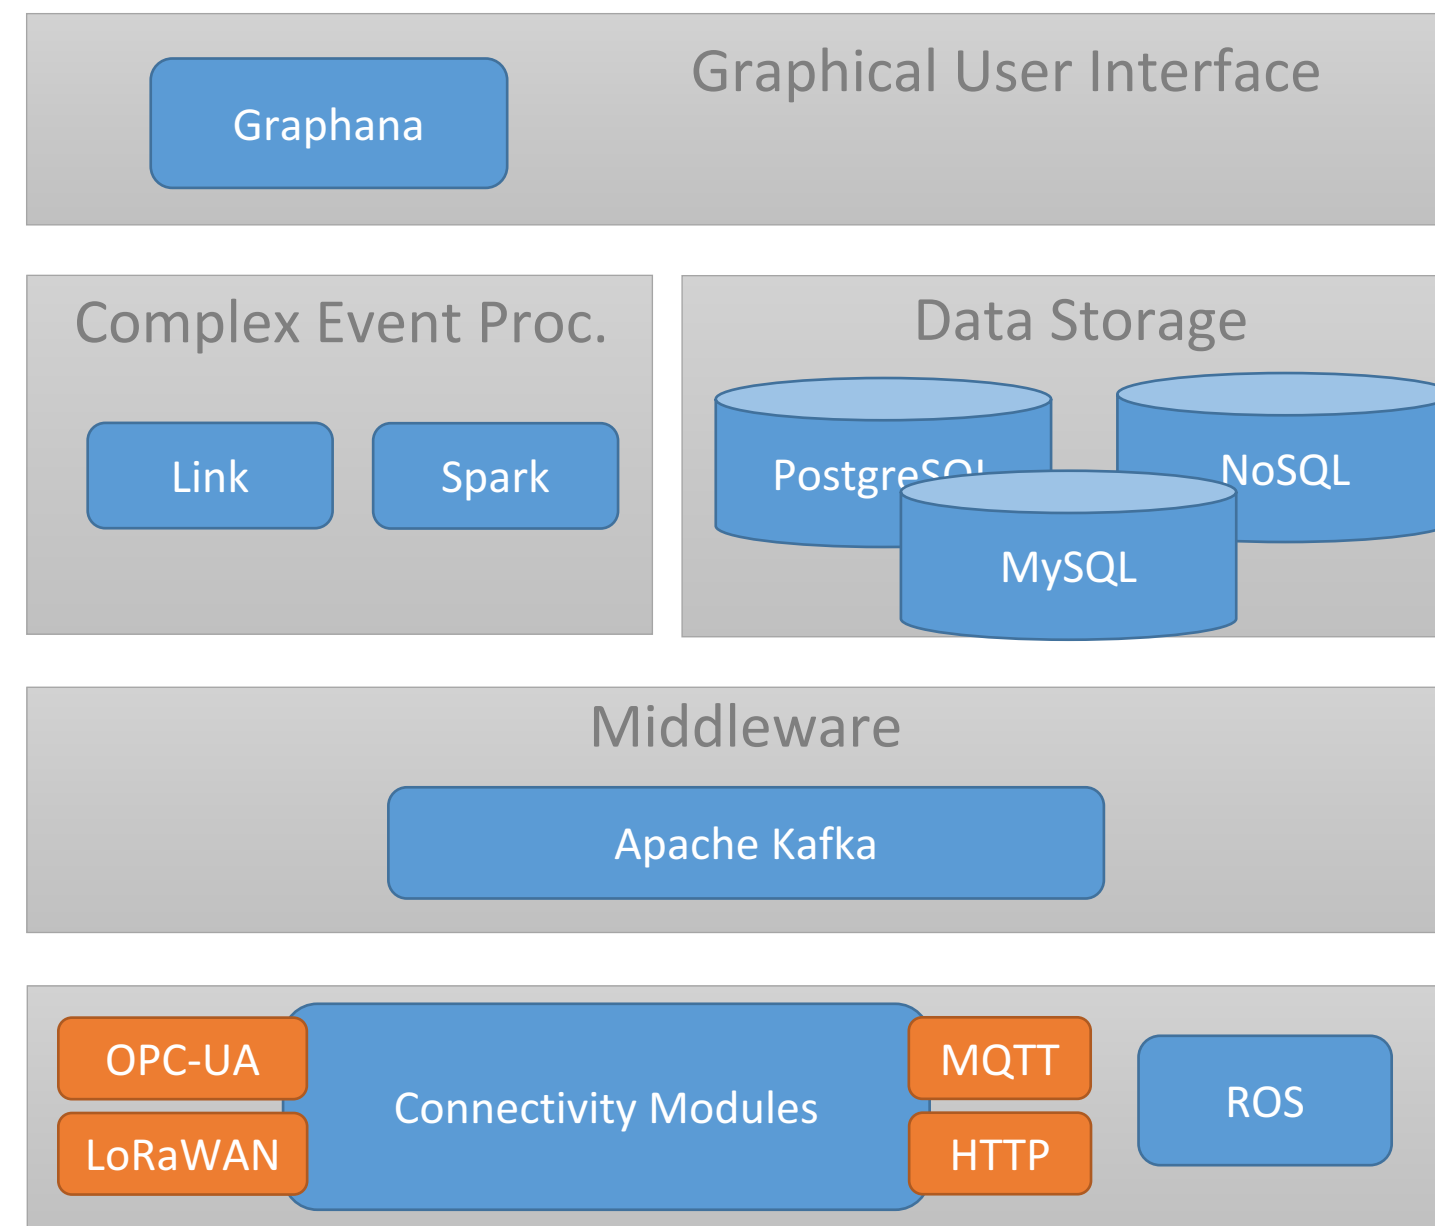 Graphical User Interface
Graphana
Complex Event Proc.
Link
Spark
Data Storage
PostgreSQL
NoSQL
MySQL
Middleware
Apache Kafka
OPC-UA
LoRaWAN
Connectivity Modules
MQTT
HTTP
ROS